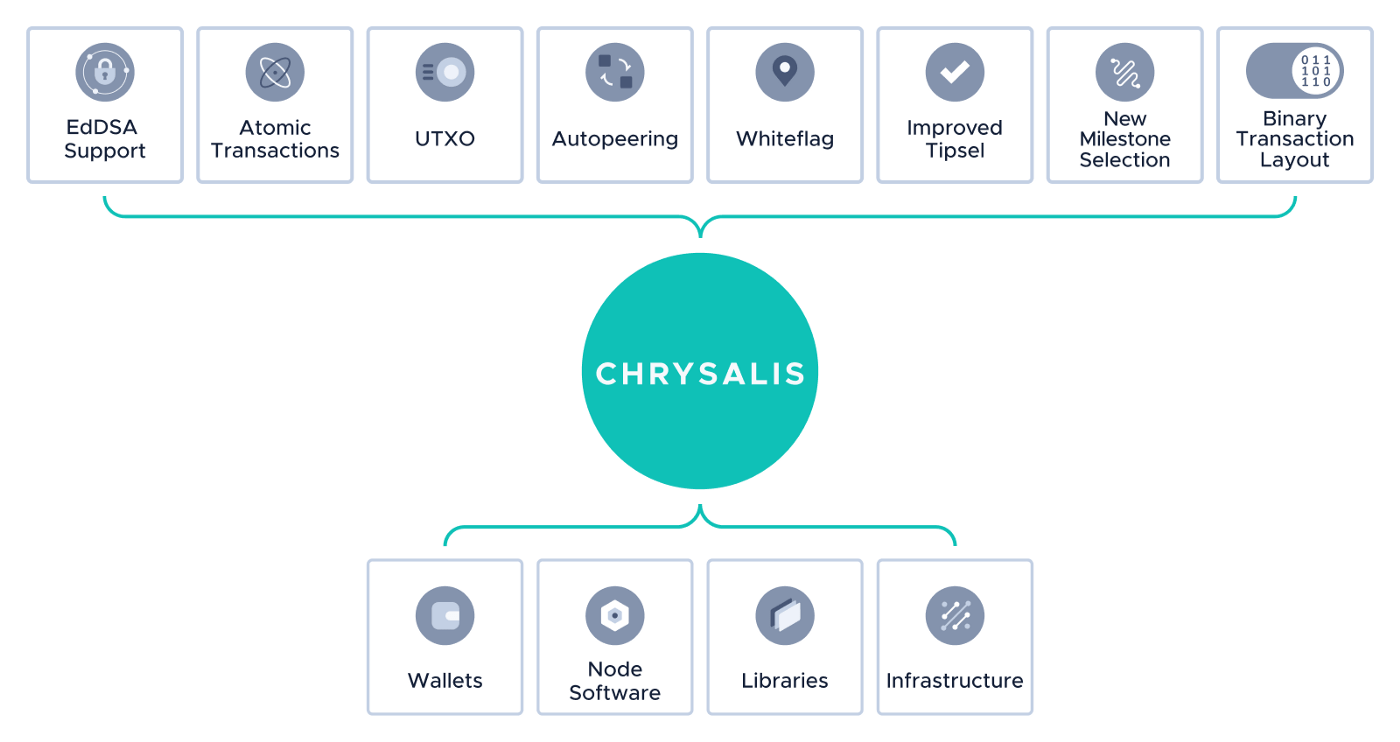 EdDSA
Support
Atomic
Transactions
UTXO
Autopeering
Whiteflag
Improved
Tipsel
New
Milestone
Selection
011
101
110
Binary
Transaction
Layout
CHRYSALIS
Wallets
Node
Software
Libraries
Infrastructure